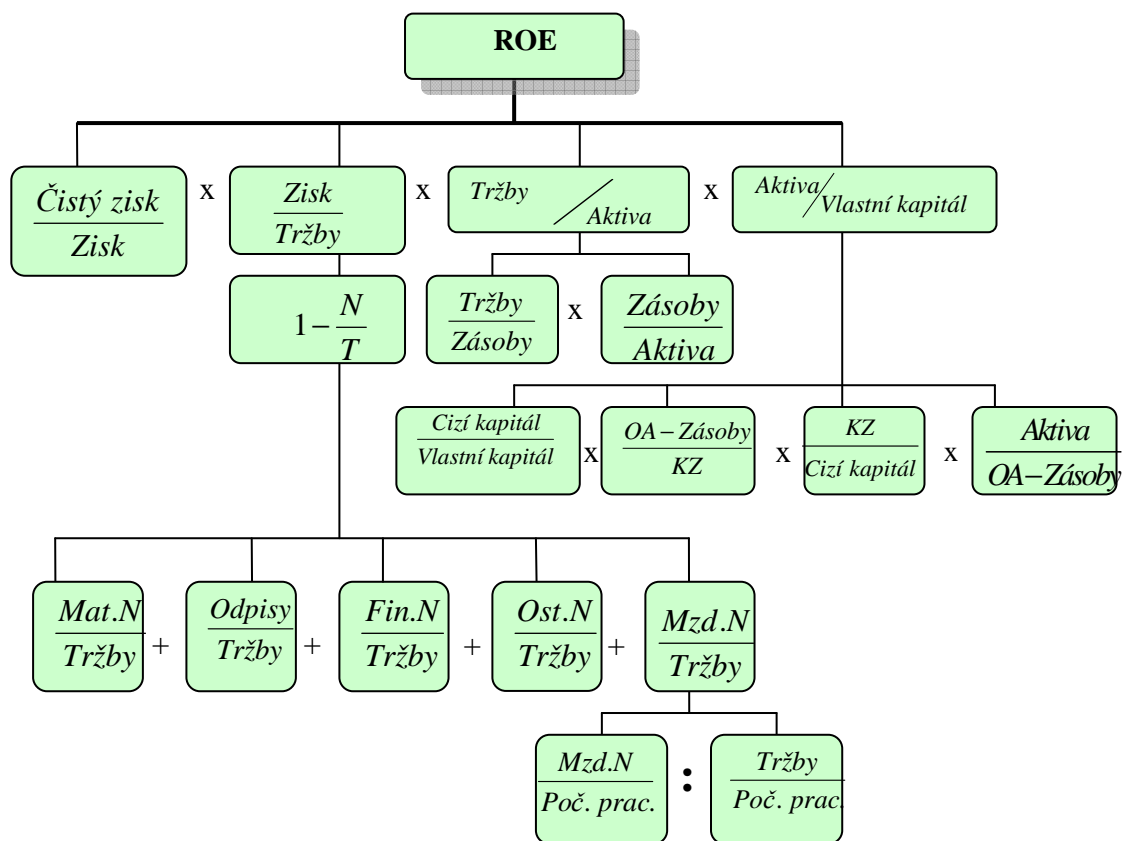 ROE
Čistý zisk
Zisk
x
Zisk
Tržby
x
Tržby
Aktiva
x
Aktiva
Vlastní kapitál
1 − N
T
Tržby
Zásoby
x
Zásoby
Aktiva
Cizí kapitál
Vlastní kapitál
x
OA − Zásoby
KZ
x
KZ
Cizí kapitál
x
Aktiva
OA − Zásoby
Mat.N
Tržby
+
Odpisy
Tržby
+
Fin.N
Tržby
+
Ost.N
Tržby
+
Mzd.N
Tržby
Mzd.N
Poč. prac.
:
Tržby
Poč. prac.